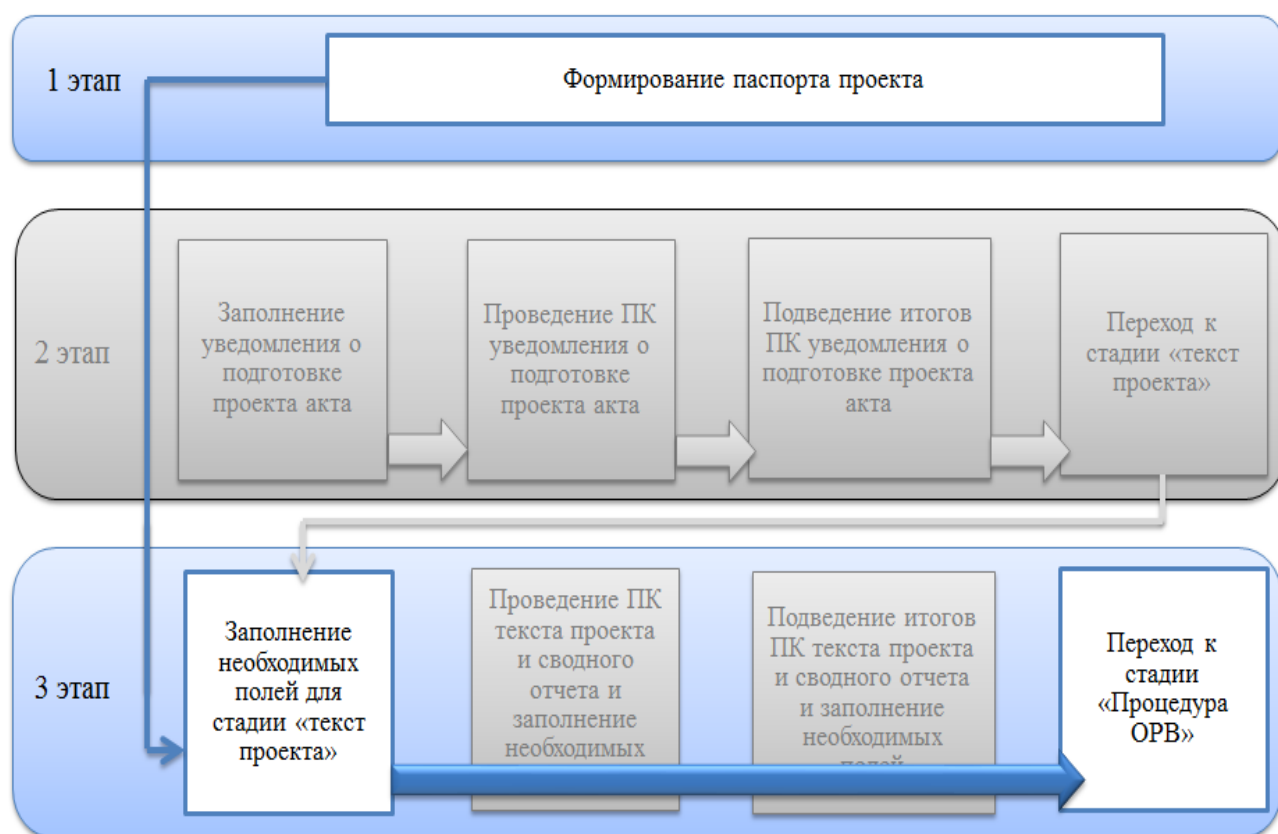 1 этап
Формирование паспорта проекта
2 этап
Заполнение
уведомления о
подготовке
проекта акта
Проведение ПК
уведомления о
подготовке
проекта акта
Подведение итогов
ПК уведомления о
подготовке проекта
акта
Переход к
стадии «текст
проекта»
3 этап
Заполнение
необходимых
полей для
стадии «текст
проекта»
Проведение ПК
текста проекта
и сводного
отчета и
заполнение
необходимых
Подведение итогов
ПК текста проекта
и сводного отчета
и заполнение
необходимых
Переход к
стадии
«Процедура
ОРВ»